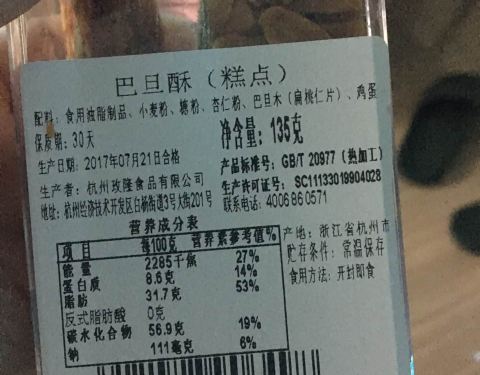 巴旦酥（糕点）
配料：食用油脂制品、小麦粉、糖粉、杏仁粉、巴旦木（扁桃仁片）、鸡蛋
保质期：30天
净含量：135克
生产日期：2017年07月21日合格
产品标准号：GB/T 20977（热加工）
生产者：杭州玫隆食品有限公司
生产许可证号：SC11133019904028
地址：杭州经济技术开发区白杨街道3号大街201号
联系电话：4006860571
营养成分表
项目 每100克 营养素参考值%
能量 2285千焦 27%
蛋白质 8.6克 14%
脂肪 31.7克 53%
反式脂肪酸 0克
碳水化合物 56.9克 19%
钠 111毫克 6%
产地：浙江省杭州市
贮存条件：常温保存
食用方法：开封即食